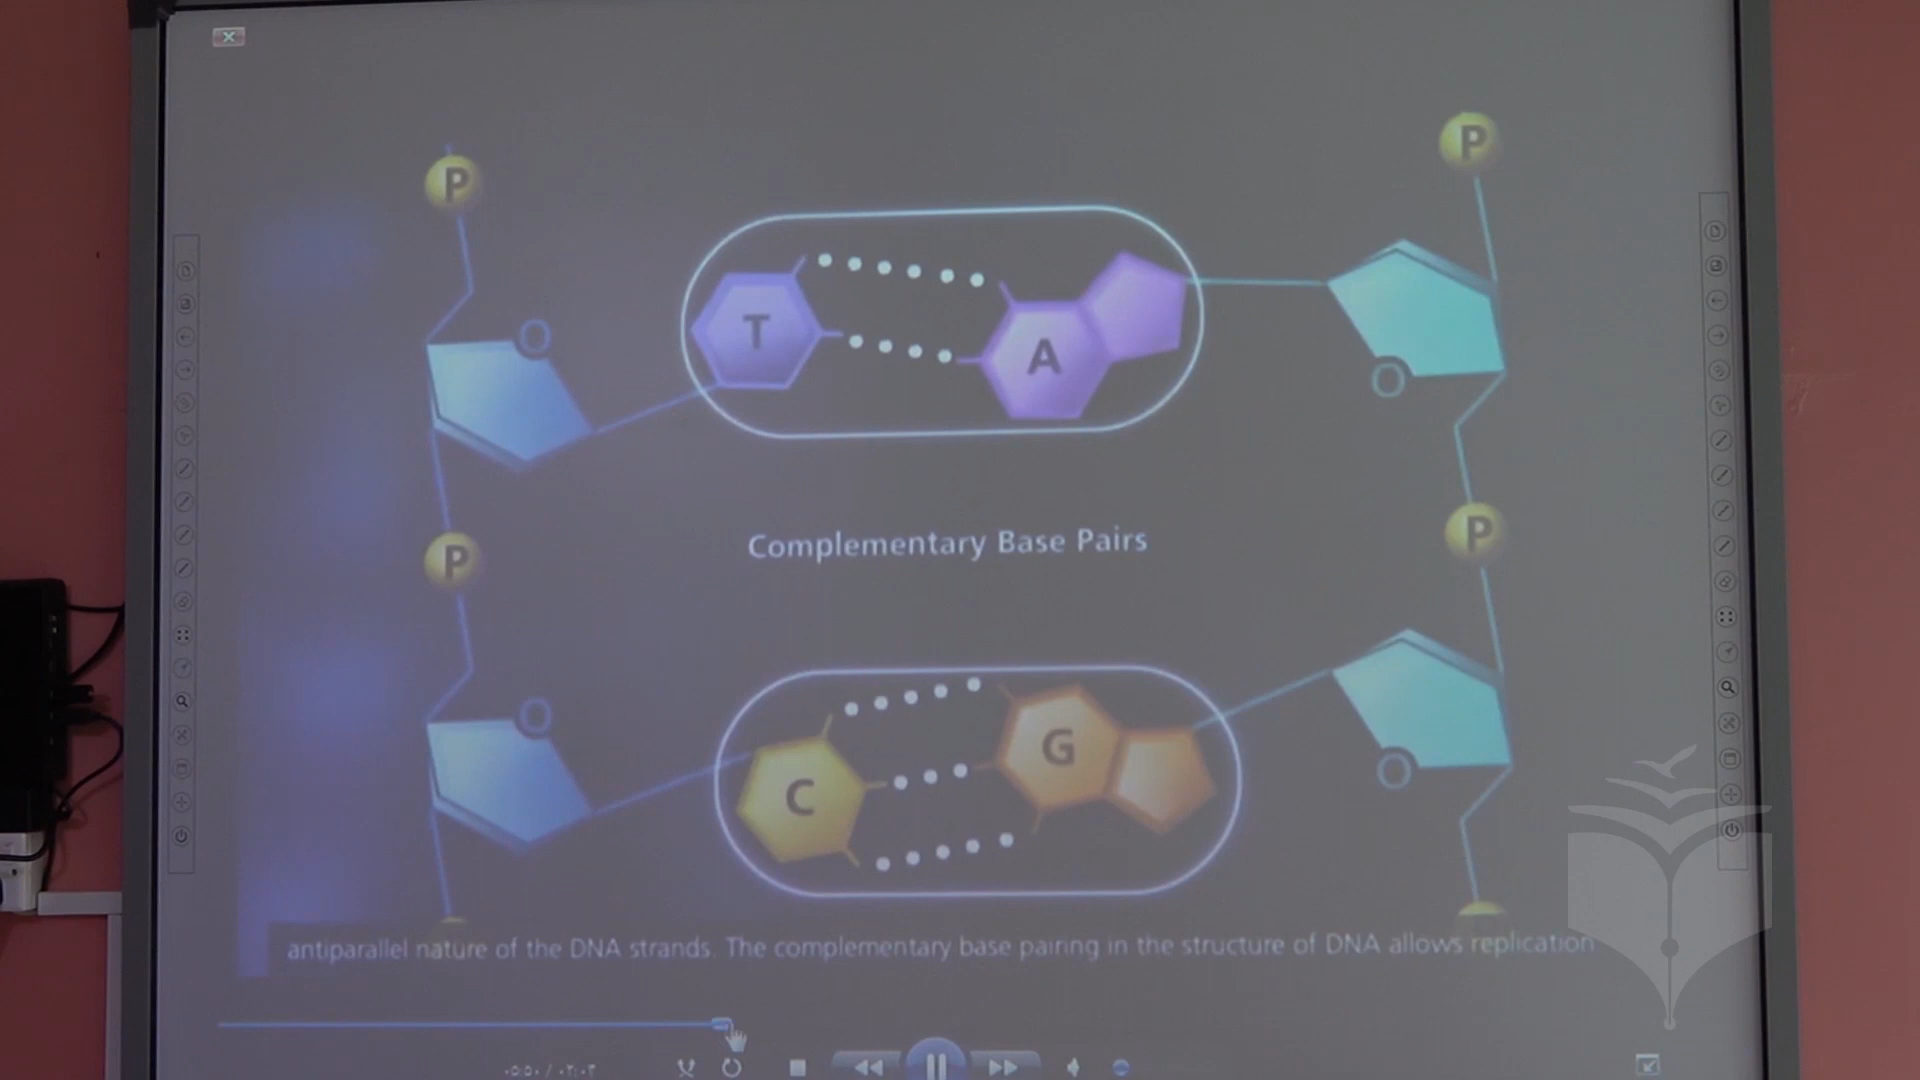 P
P
T
A
O
O
Complementary Base Pairs
P
P
O
G
C
O
antiparallel nature of the DNA strands. The complementary base pairing in the structure of DNA allows replication